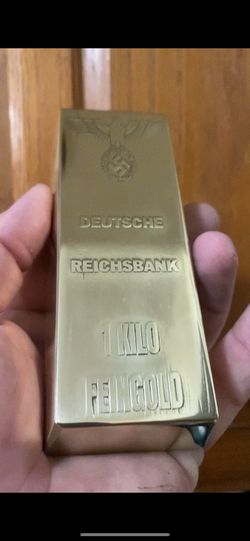 DEUTSCHE
REICHSBANK
1 KILO
FEINGOLD